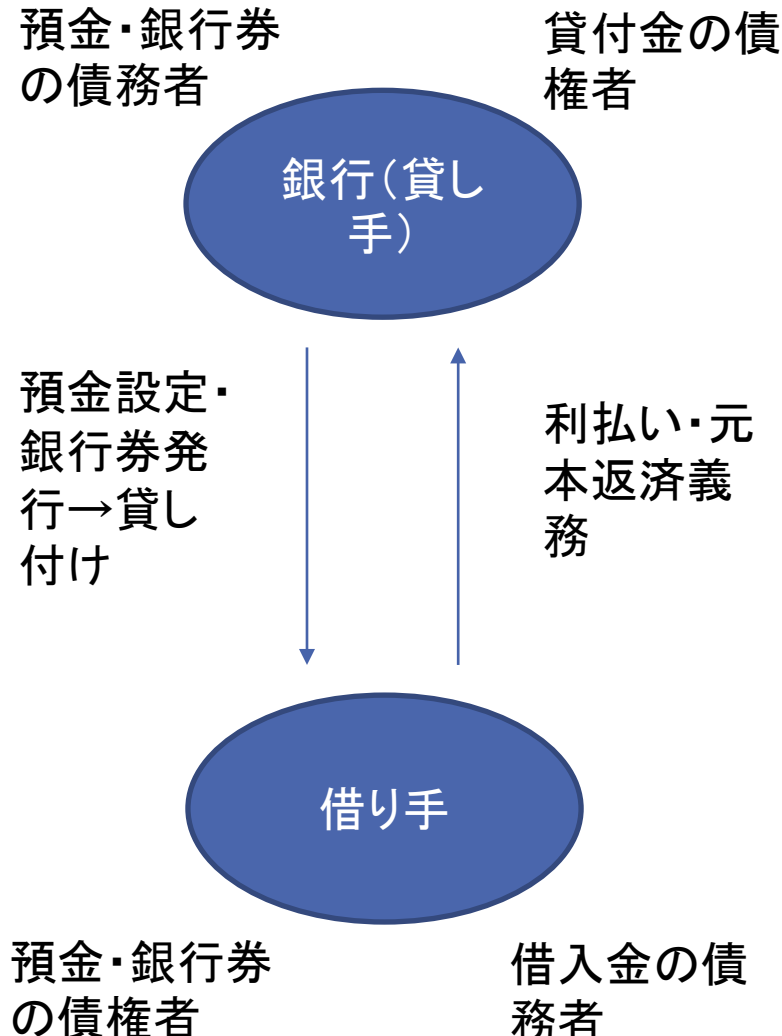 預金・銀行券
の債務者
貸付金の債
権者
銀行(貸し
手)
預金設定・
銀行券発
行→貸し
付け
利払い・元
本返済義
務
借り手
預金・銀行券
の債権者
借入金の債
務者